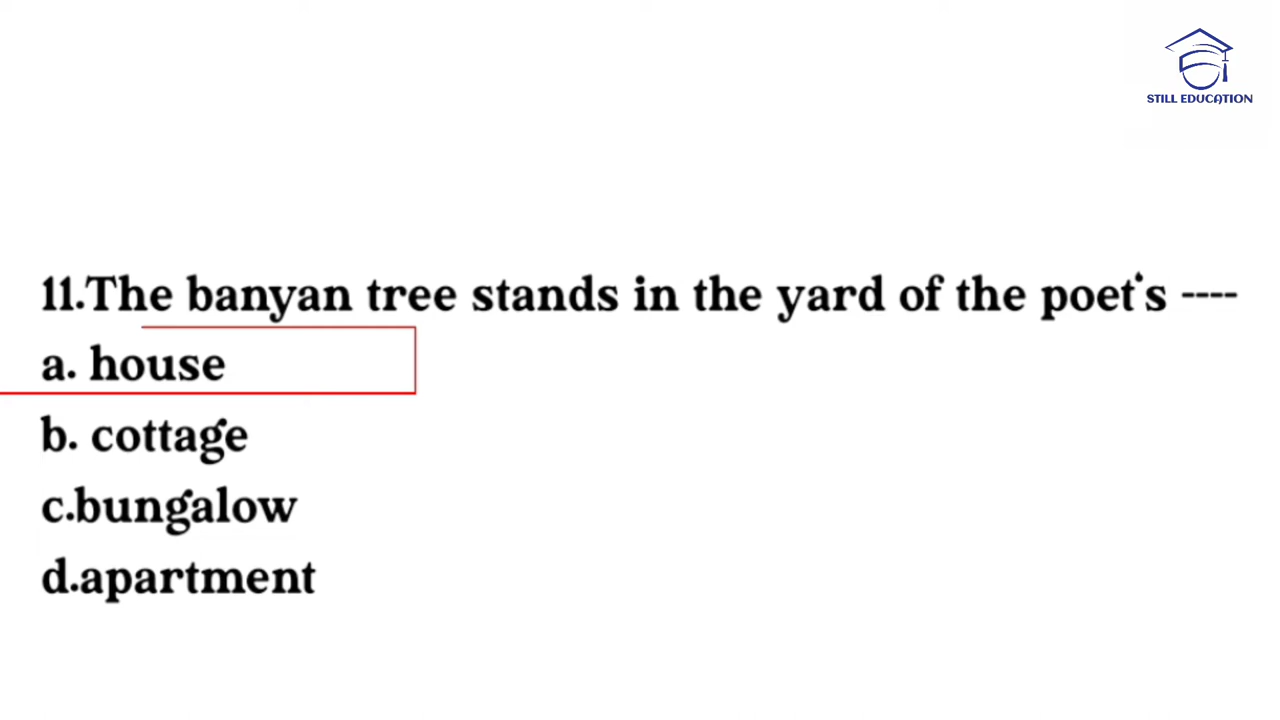 STILL EDUCATION
11.The banyan tree stands in the yard of the poet's ----
a. house
b. cottage
c.bungalow
d.apartment